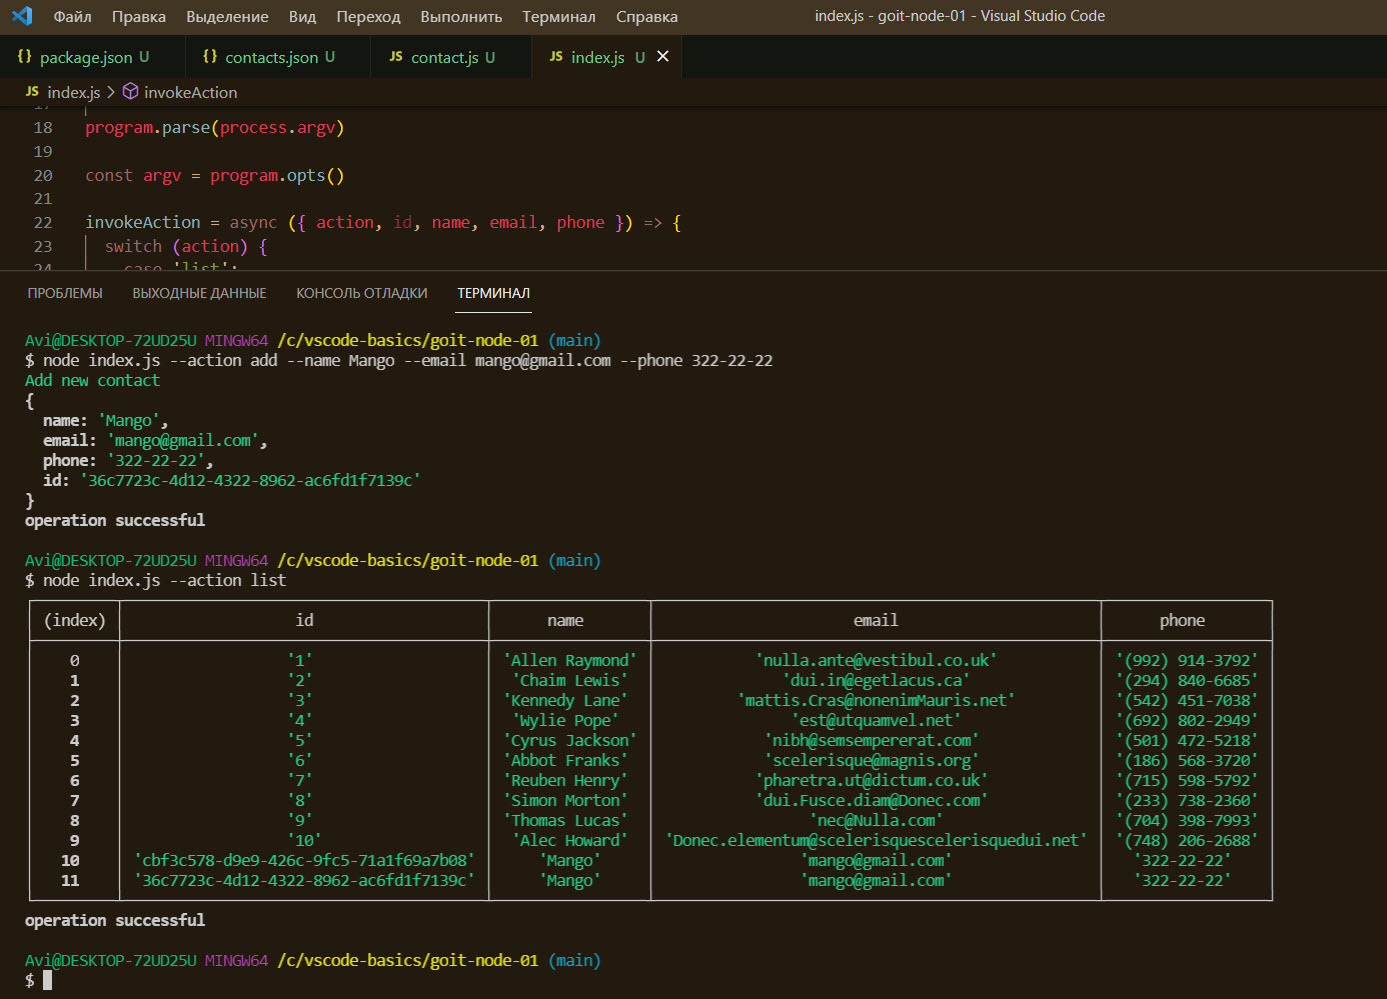 Файл Правка Выделение Вид Переход Выполнить Терминал Справка index.js - goit-node-01 - Visual Studio Code
{} package.json U {} contacts.json U JS contact.js U JS index.js U ×
JS index.js > invokeAction
17
18 program.parse(process.argv)
19
20 const argv = program.opts()
21
22 invokeAction = async ({ action, id, name, email, phone }) => {
23 switch (action) {
24 case 'list':
ПРОБЛЕМЫ ВЫХОДНЫЕ ДАННЫЕ КОНСОЛЬ ОТЛАДКИ ТЕРМИНАЛ
Avi@DESKTOP-72UD25U MINGW64 /c/vscode-basics/goit-node-01 (main)
$ node index.js --action add --name Mango --email mango@gmail.com --phone 322-22-22
Add new contact
{
name: 'Mango',
email: 'mango@gmail.com',
phone: '322-22-22',
id: '36c7723c-4d12-4322-8962-ac6fd1f7139c'
}
operation successful
Avi@DESKTOP-72UD25U MINGW64 /c/vscode-basics/goit-node-01 (main)
$ node index.js --action list
(index) id name email phone
0 '1' 'Allen Raymond' 'nulla.ante@vestibul.co.uk' '(992) 914-3792'
1 '2' 'Chaim Lewis' 'dui.in@egetlacus.ca' '(294) 840-6685'
2 '3' 'Kennedy Lane' 'mattis.Cras@nonenimMauris.net' '(542) 451-7038'
3 '4' 'Wylie Pope' 'est@utquamvel.net' '(692) 802-2949'
4 '5' 'Cyrus Jackson' 'nibh@semsempererat.com' '(501) 472-5218'
5 '6' 'Abbot Franks' 'scelerisque@magnis.org' '(186) 568-3720'
6 '7' 'Reuben Henry' 'pharetra.ut@dictum.co.uk' '(715) 598-5792'
7 '8' 'Simon Morton' 'dui.Fusce.diam@Donec.com' '(233) 738-2360'
8 '9' 'Thomas Lucas' 'nec@Nulla.com' '(704) 398-7993'
9 '10' 'Alec Howard' 'Donec.elementum@scelerisquescelerisquedui.net' '(748) 206-2688'
10 'cbf3c578-d9e9-426c-9fc5-71a1f69a7b08' 'Mango' 'mango@gmail.com' '322-22-22'
11 '36c7723c-4d12-4322-8962-ac6fd1f7139c' 'Mango' 'mango@gmail.com' '322-22-22'
operation successful
Avi@DESKTOP-72UD25U MINGW64 /c/vscode-basics/goit-node-01 (main)
$